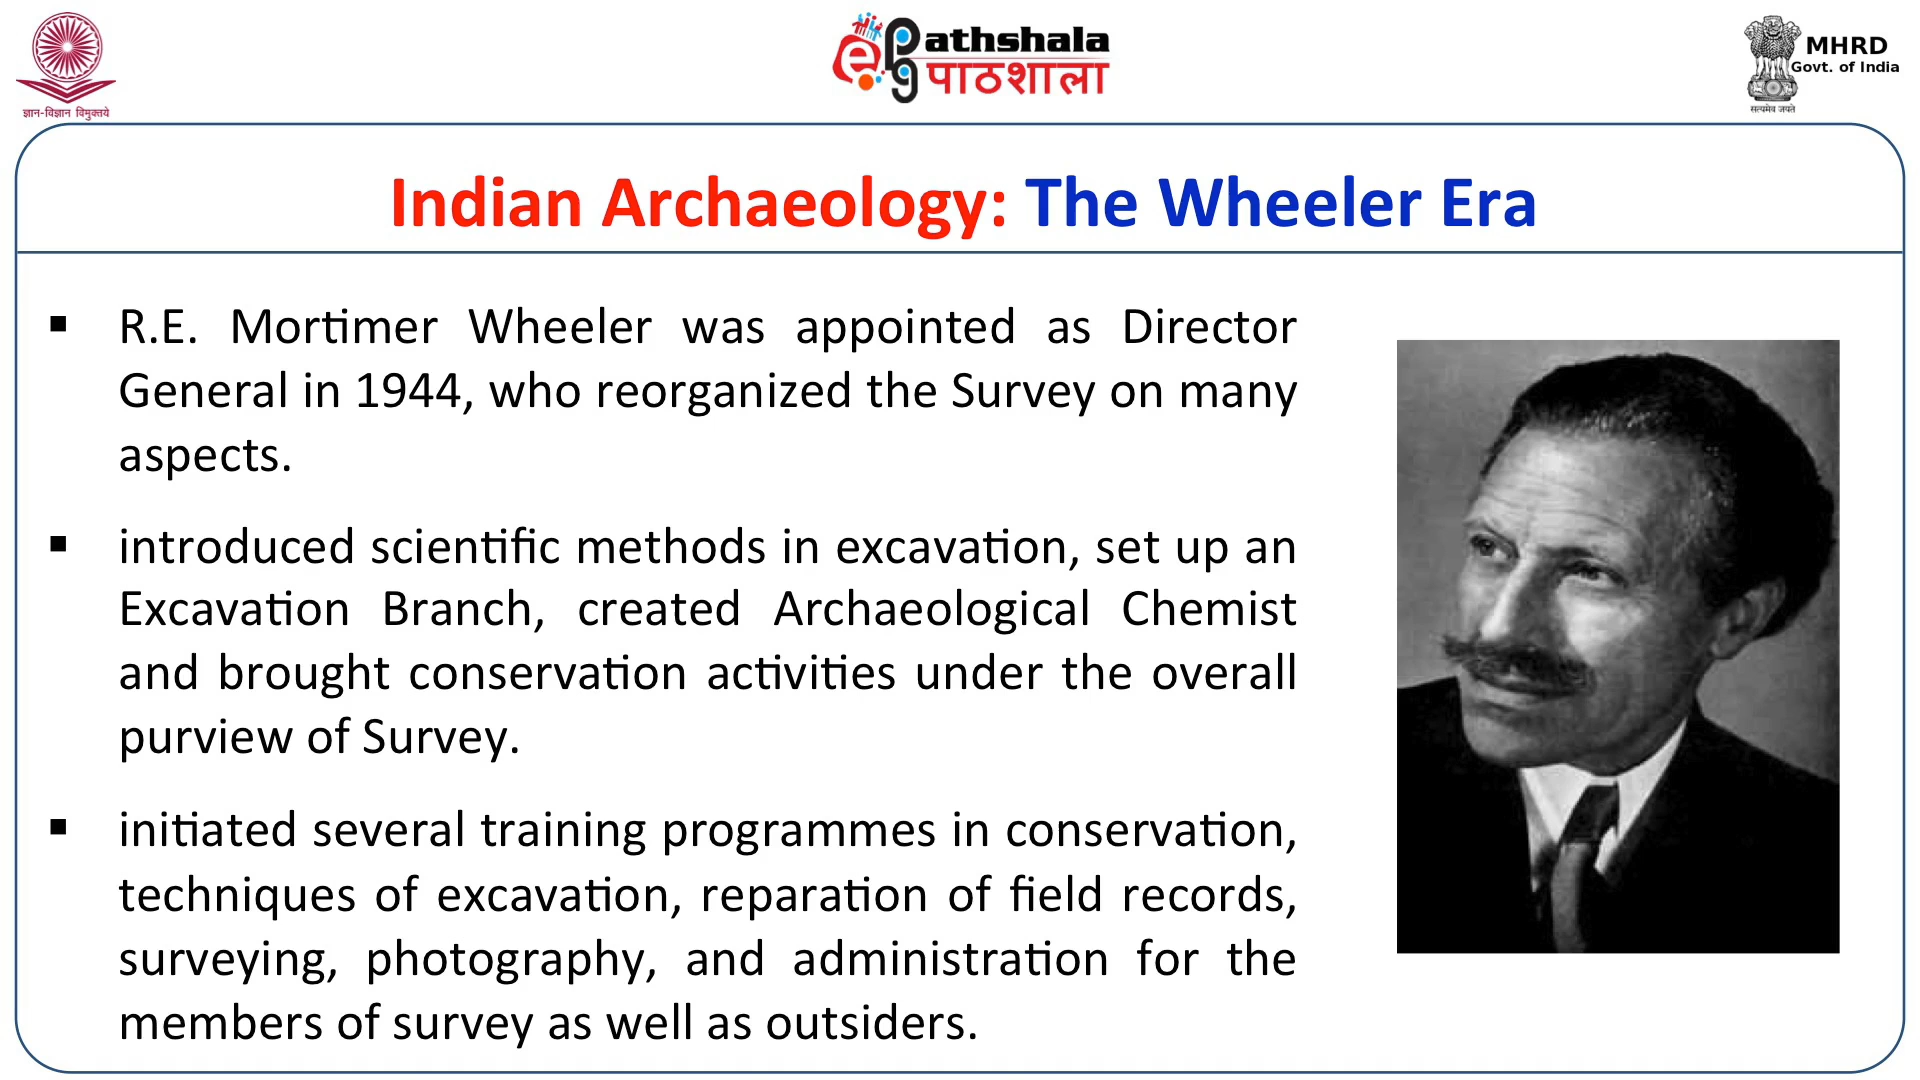 ज्ञान-विज्ञान विमुक्तये
ePG Pathshala
पाठशाला
MHRD
Govt. of India
सत्यमेव जयते
Indian Archaeology: The Wheeler Era
▪ R.E. Mortimer Wheeler was appointed as Director
General in 1944, who reorganized the Survey on many
aspects.
▪ introduced scientific methods in excavation, set up an
Excavation Branch, created Archaeological Chemist
and brought conservation activities under the overall
purview of Survey.
▪ initiated several training programmes in conservation,
techniques of excavation, reparation of field records,
surveying, photography, and administration for the
members of survey as well as outsiders.